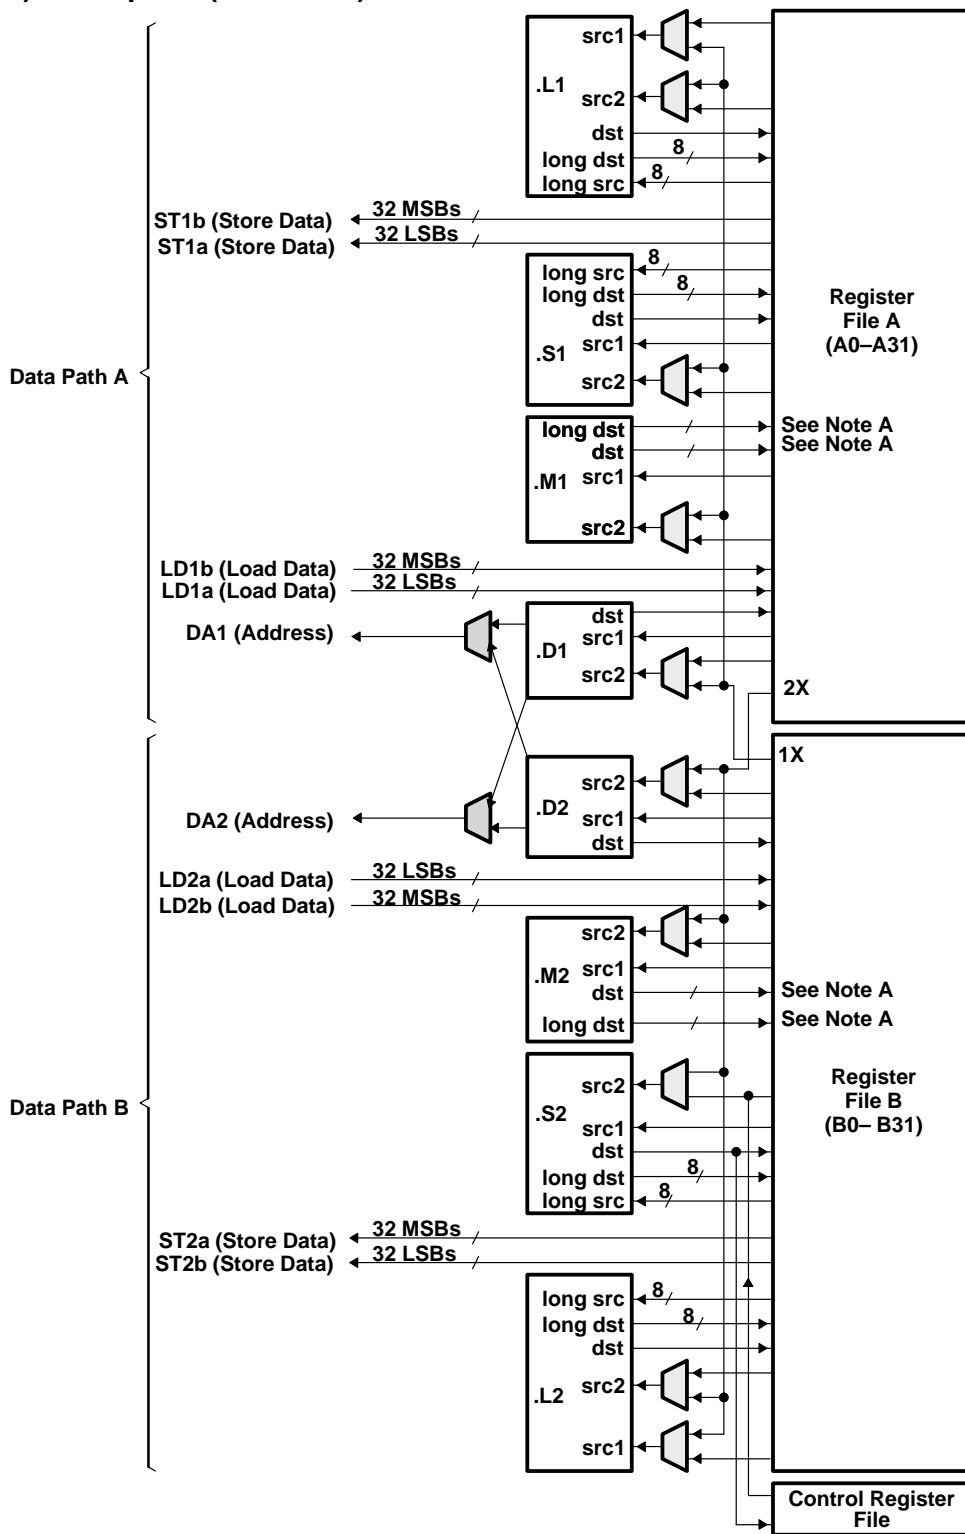 src1
.L1
src2
dst
long dst
8
long src
8
ST1b (Store Data)
32 MSBs
ST1a (Store Data)
32 LSBs
long src
8
long dst
8
dst
.S1
src1
src2
Register
File A
(A0–A31)
Data Path A
long dst
See Note A
dst
See Note A
.M1
src1
src2
LD1b (Load Data)
32 MSBs
LD1a (Load Data)
32 LSBs
DA1 (Address)
dst
src1
.D1
src2
2X
1X
src2
.D2
src1
dst
DA2 (Address)
LD2a (Load Data)
32 LSBs
LD2b (Load Data)
32 MSBs
src2
.M2
src1
dst
See Note A
long dst
See Note A
src2
.S2
src1
dst
long dst
8
long src
8
Register
File B
(B0– B31)
Data Path B
ST2a (Store Data)
32 MSBs
ST2b (Store Data)
32 LSBs
long src
8
long dst
8
dst
.L2
src2
src1
Control Register
File